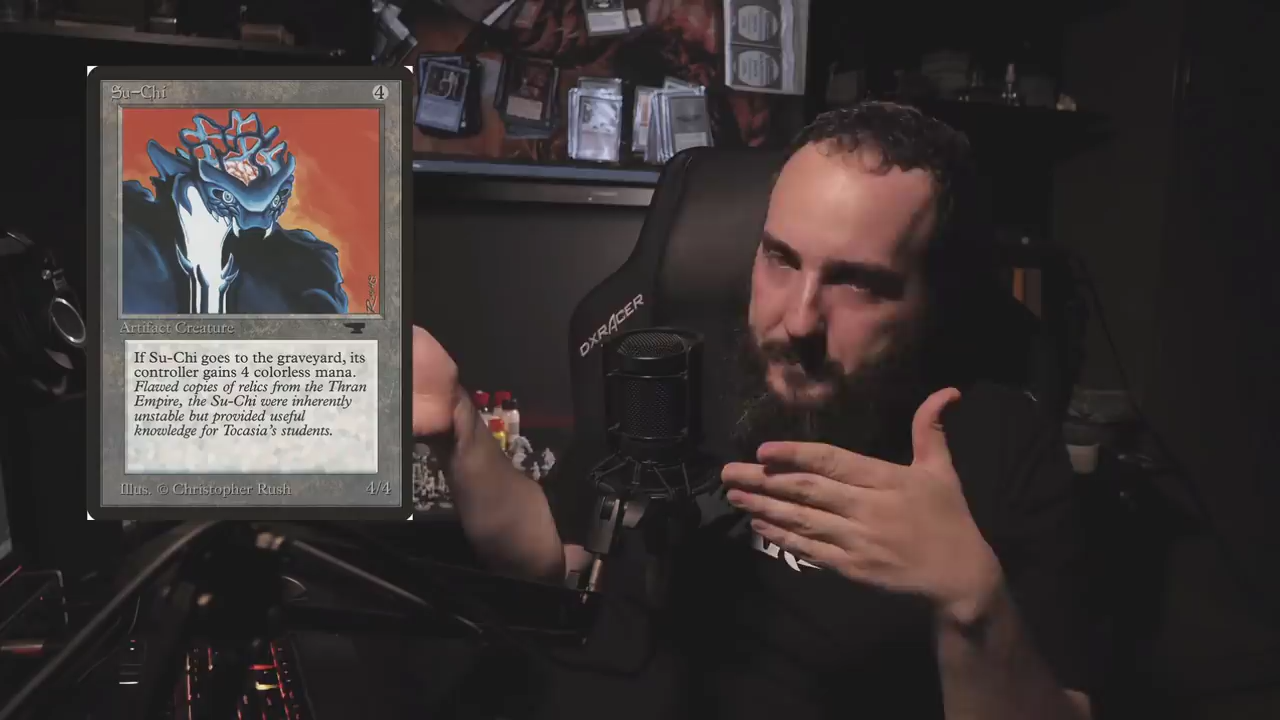 Su-Chi
4
Artifact Creature
If Su-Chi goes to the graveyard, its
controller gains 4 colorless mana.
Flawed copies of relics from the Thran
Empire, the Su-Chi were inherently
unstable but provided useful
knowledge for Tocasia's students.
Illus. © Christopher Rush
4/4
DXRACER